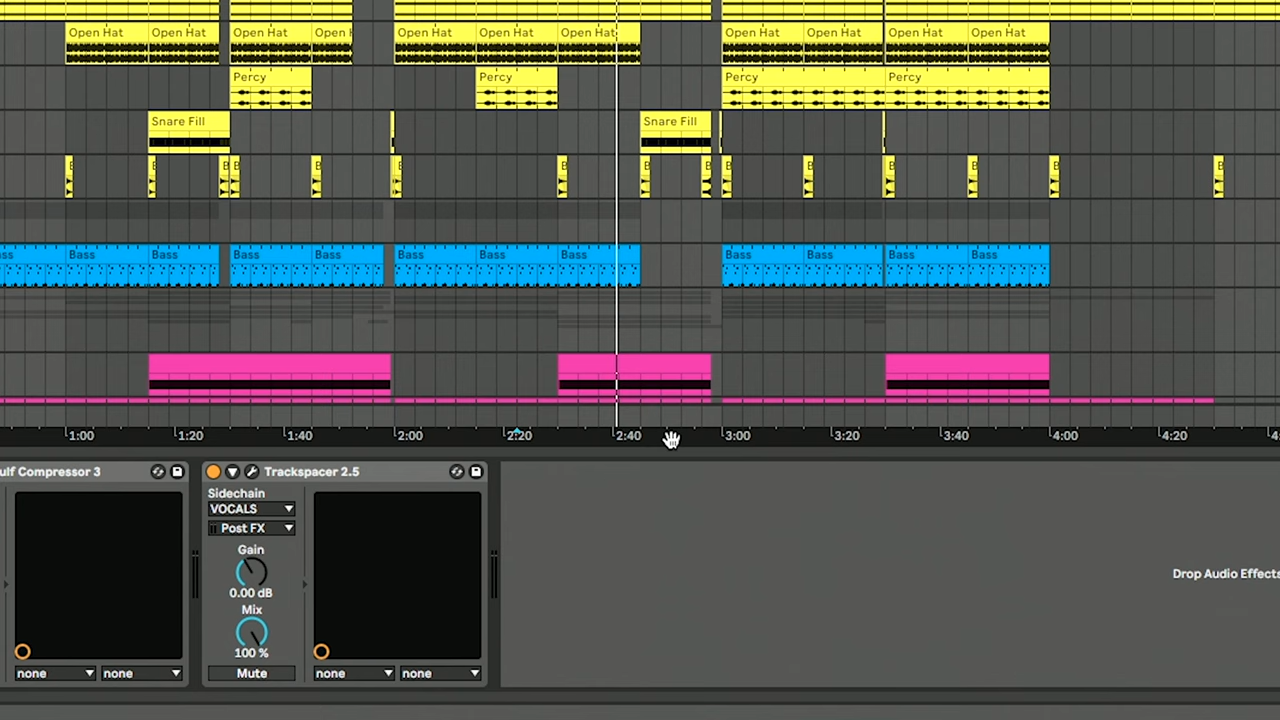 Open Hat Open Hat Open Hat Open H Open Hat Open Hat Open Hat Open Hat Open Hat Open Hat Open Hat
Percy Percy Percy Percy
Snare Fill Snare Fill
B B B B B B B B B B B B B B B
ss Bass Bass Bass Bass Bass Bass Bass Bass Bass Bass Bass
1:00 1:20 1:40 2:00 2:20 2:40 3:00 3:20 3:40 4:00 4:20 4
ulf Compressor 3 Trackspacer 2.5
Sidechain
VOCALS
Post FX
Gain
0.00 dB
Drop Audio Effects
Mix
100 %
none none Mute none none